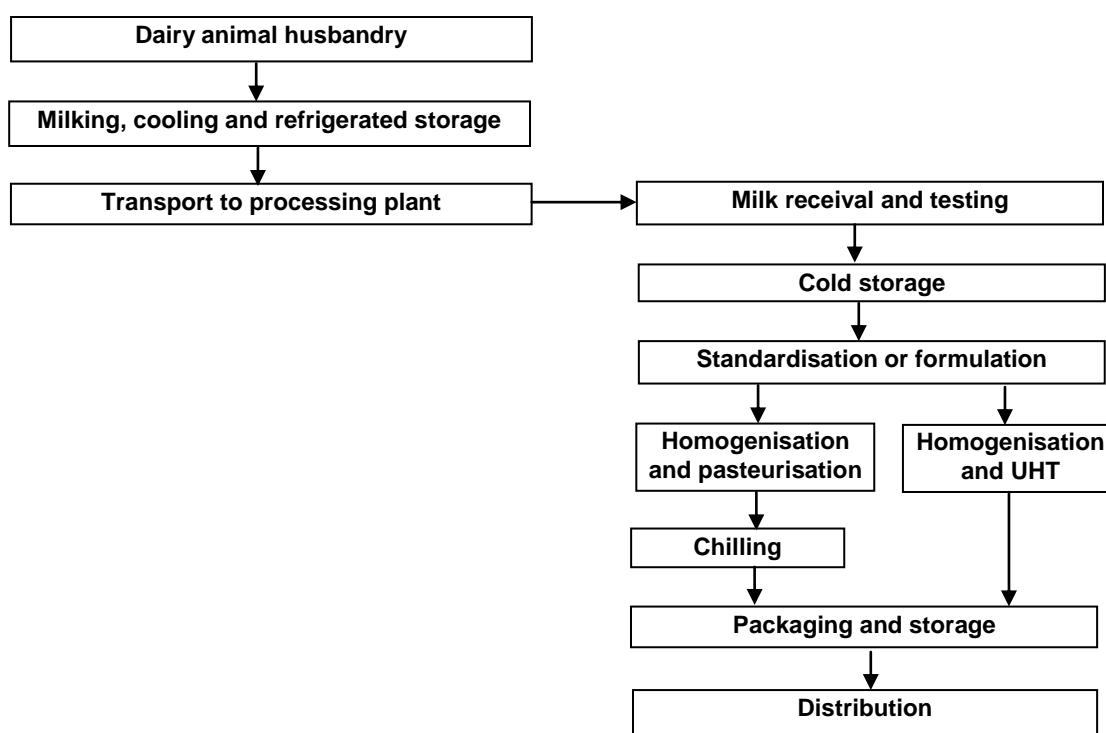 Dairy animal husbandry
Milking, cooling and refrigerated storage
Transport to processing plant
Milk receival and testing
Cold storage
Standardisation or formulation
Homogenisation
and pasteurisation
Homogenisation
and UHT
Chilling
Packaging and storage
Distribution